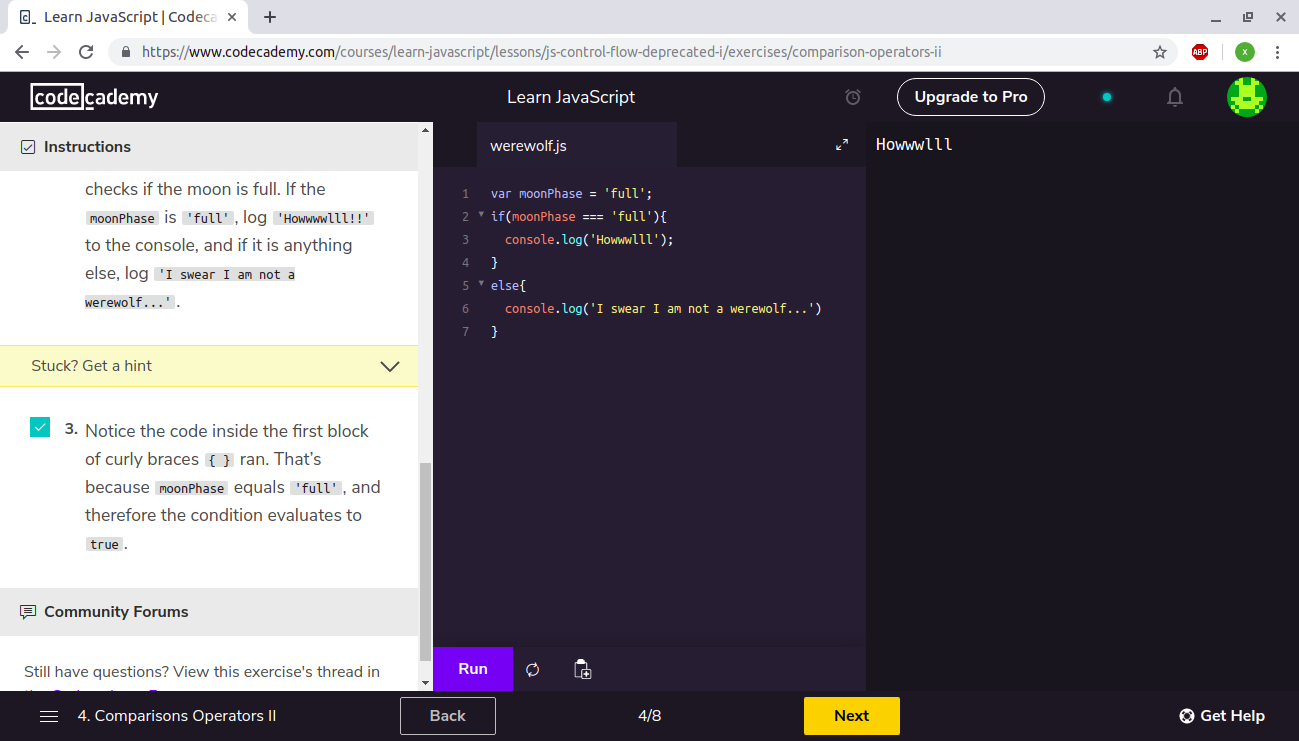 Learn JavaScript | Codeca
https://www.codecademy.com/courses/learn-javascript/lessons/js-control-flow-deprecated-i/exercises/comparison-operators-ii
ABP
X
codecademy
Learn JavaScript
Upgrade to Pro
Instructions
checks if the moon is full. If the
moonPhase is 'full', log 'Howwwwlll!!'
to the console, and if it is anything
else, log 'I swear I am not a
werewolf...'.
Stuck? Get a hint
3. Notice the code inside the first block
of curly braces { } ran. That's
because moonPhase equals 'full', and
therefore the condition evaluates to
true.
Community Forums
Still have questions? View this exercise's thread in
werewolf.js
1 var moonPhase = 'full';
2 if(moonPhase === 'full'){
3 console.log('Howwwlll');
4 }
5 else{
6 console.log('I swear I am not a werewolf...')
7 }
Howwwlll
Run
4. Comparisons Operators II
Back
4/8
Next
Get Help